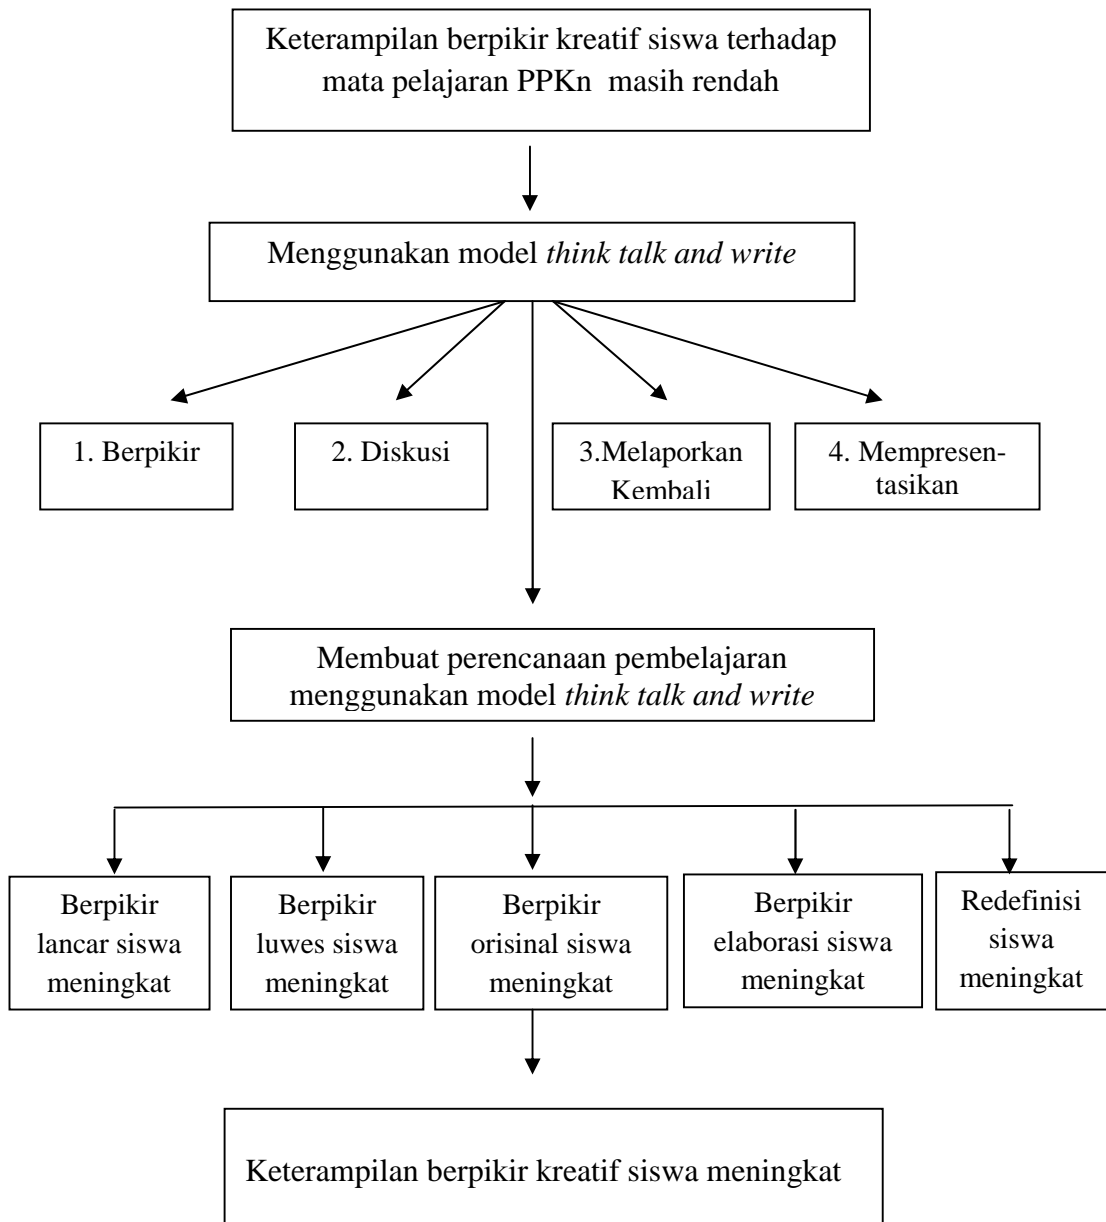 Keterampilan berpikir kreatif siswa terhadap
mata pelajaran PPKn masih rendah
Menggunakan model think talk and write
1. Berpikir
2. Diskusi
3.Melaporkan
Kembali
4. Mempresen-
tasikan
Membuat perencanaan pembelajaran
menggunakan model think talk and write
Berpikir
lancar siswa
meningkat
Berpikir
luwes siswa
meningkat
Berpikir
orisinal siswa
meningkat
Berpikir
elaborasi siswa
meningkat
Redefinisi
siswa
meningkat
Keterampilan berpikir kreatif siswa meningkat